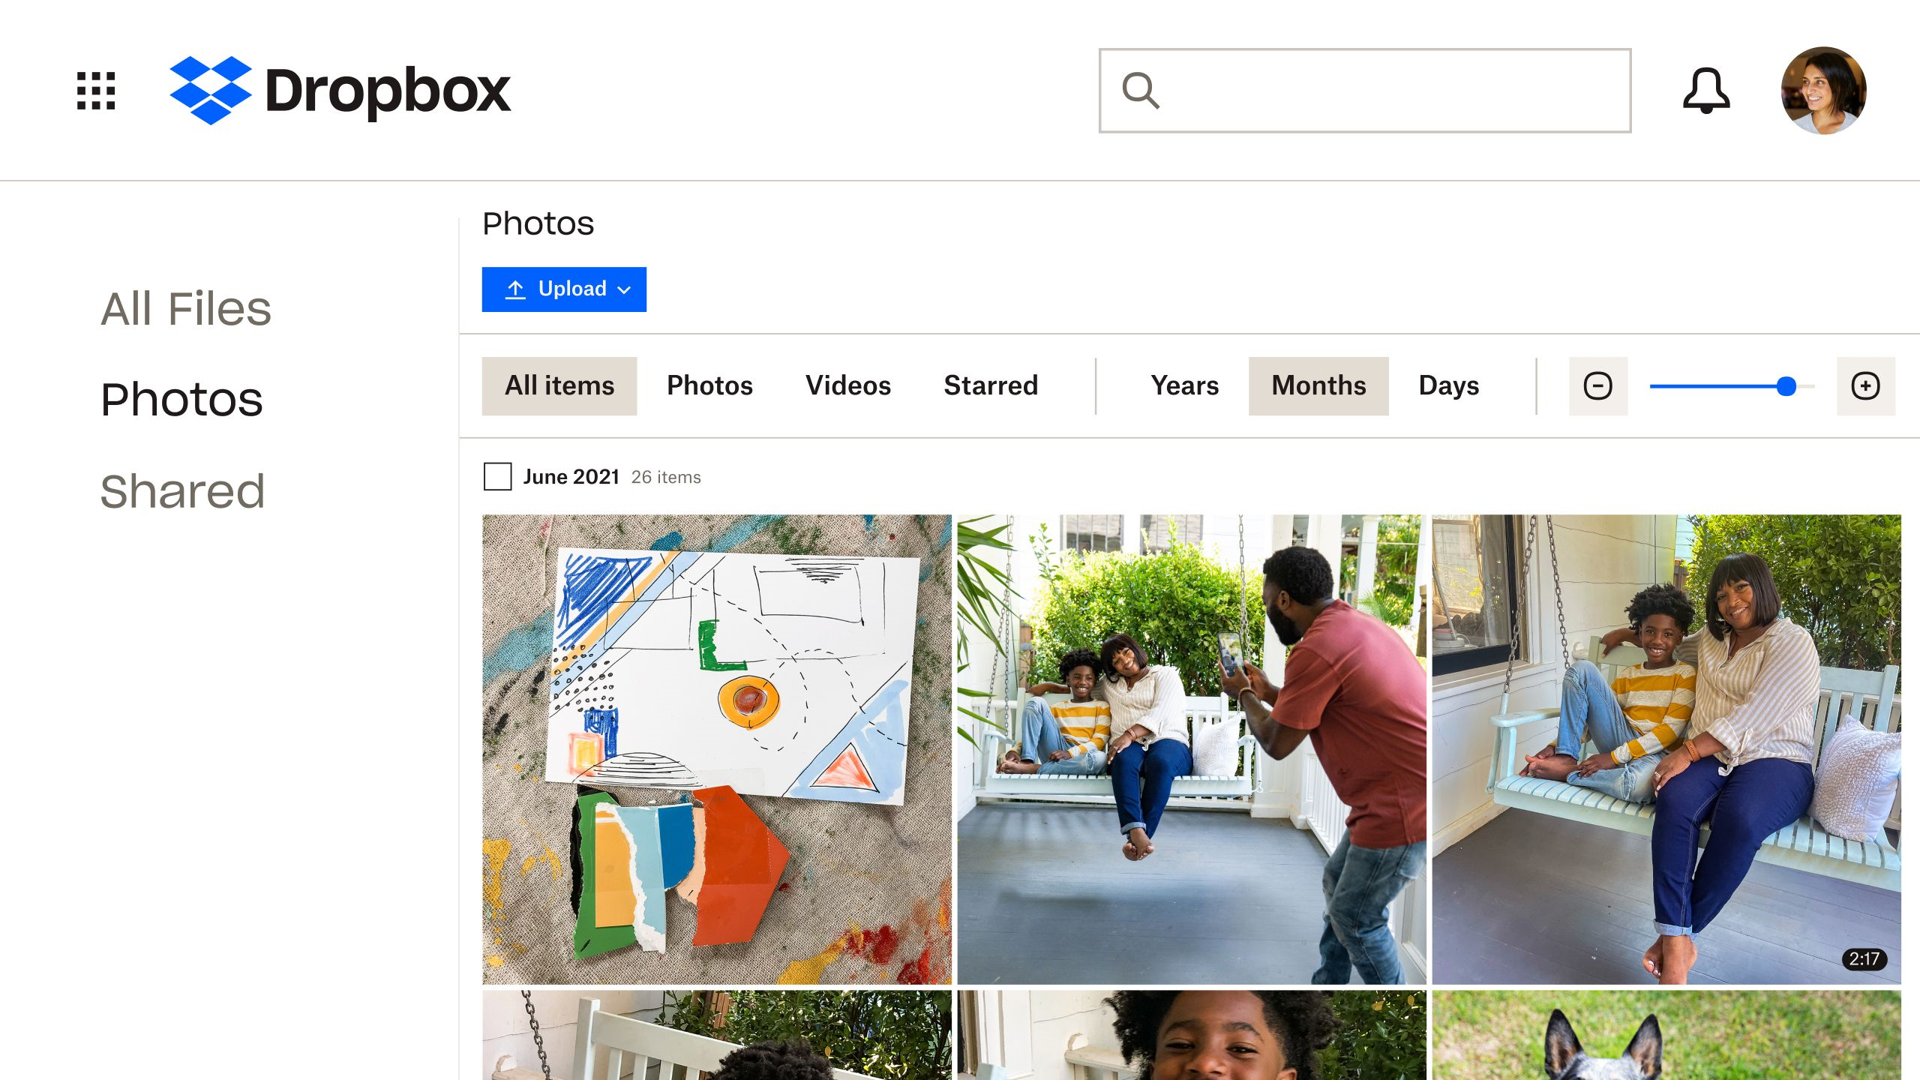 Dropbox
Photos
Upload
All Files
Photos
Shared
All items Photos Videos Starred Years Months Days
June 2021 26 items
2:17